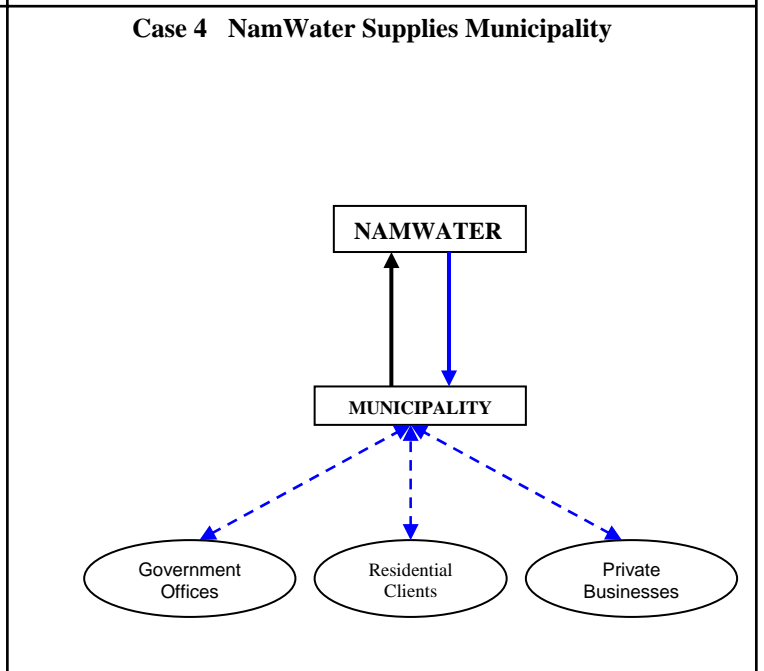 Case 4 NamWater Supplies Municipality
NAMWATER
MUNICIPALITY
Government
Offices
Residential
Clients
Private
Businesses